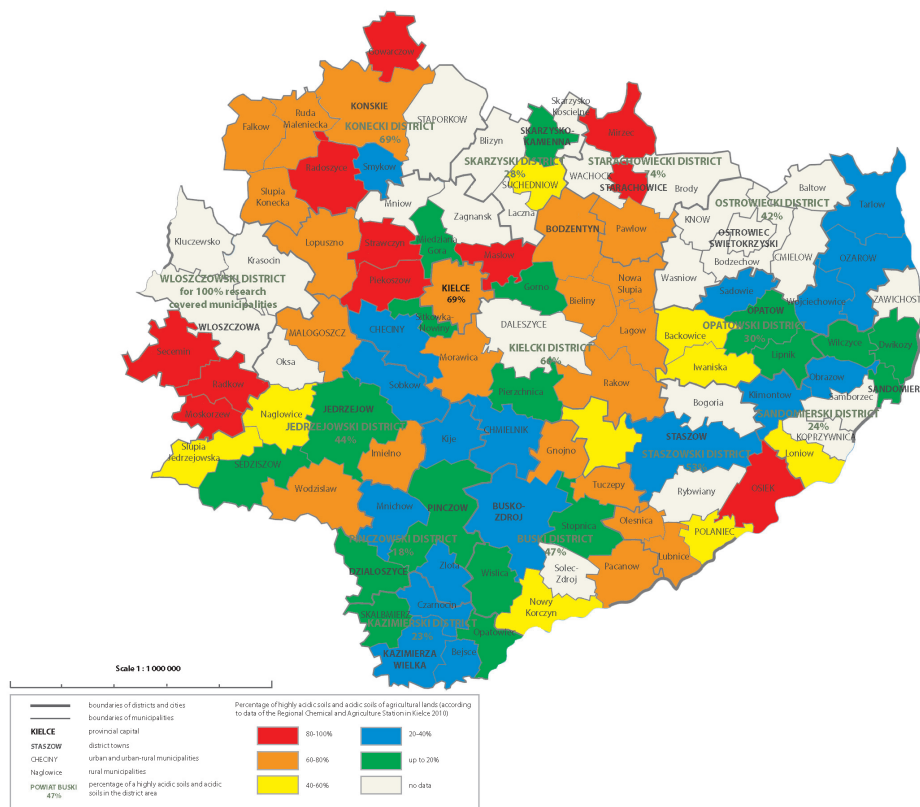 Gowarczow
KONSKIE
STAPORKOW
Skarzysko
Koscielne
Ruda
Maleniecka
Falkow
KONECKI DISTRICT
69%
Blizyn
SKARZYSKO-
KAMIENNA
Mirzec
Radoszyce
Smykow
SKARZYSKI DISTRICT
28%
SUCHEDNIOW
STARACHOWIECKI DISTRICT
74%
WACHOCK
STARACHOWICE
Brody
Baltow
Tarlow
Slupia
Konecka
Mniow
Zagnansk
Laczna
OSTROWIECKI DISTRICT
42%
KNOW
OSTROWIEC
SWIETOKRZYSKI
Kluczewsko
Krasocin
Lopuszno
Strawczyn
Miedziana
Gora
Maslow
BODZENTYN
Pawlow
Wasniow
Bodzechow
CMIELOW
OZAROW
WLOSZCZOWSKI DISTRICT
for 100% research
covered municipalities
Piekoszow
KIELCE
69%
Gorno
Bieliny
Nowa
Slupia
Sadowie
Wojciechowice
ZAWICHOST
WLOSZCZOWA
MALOGOSZCZ
CHECINY
Sitkowka-
Nowiny
DALESZYCE
Lagow
Backowice
OPATOW
OPATOWSKI DISTRICT
30%
Lipnik
Wilczyce
Dwikozy
Secemin
Oksa
Morawica
KIELCKI DISTRICT
66%
Iwaniska
Obrazow
Radkow
Sobkow
Pierzchnica
Rakow
Klimontow
Samborzec
SANDOMIERZ
Moskorzew
Naglowice
JEDRZEJOW
JEDRZEJOWSKI DISTRICT
44%
Bogoria
SANDOMIERSKI DISTRICT
24%
KOPRZYWNICA
Slupia
Jedrzejowska
SEDZISZOW
Imielno
Kije
CHMIELNIK
Gnojno
STASZOW
STASZOWSKI DISTRICT
Loniow
Wodzislaw
Mnichow
PINCZOW
BUSKO-
ZDROJ
Tuczepy
Rybwiany
OSIEK
Stopnica
Olesnica
POLANIEC
PINCZOWSKI DISTRICT
18%
BUSKI DISTRICT
47%
DZIALOSZYCE
Zlota
Wislica
Solec-
Zdroj
Pacanow
Lubnice
SKALBMIERZ
Czarnocin
Nowy
Korczyn
KAZIMIERSKI DISTRICT
22%
Opatowiec
KAZIMIERZA
WIELKA
Bejsce
Scale 1 : 1 000 000
boundaries of districts and cities
boundaries of municipalities
KIELCE provincial capital
STASZOW district towns
CHECINY urban and urban-rural municipalities
Naglowice rural municipalities
POWIAT BUSKI
47%
percentage of a highly acidic soils and acidic
soils in the district area
Percentage of highly acidic soils and addic soils of agricultural lands (according
to data of the Regional Chemical and Agriculture Station in Kielce 2010)
80-100%
20-40%
60-80%
up to 20%
40-60%
no data